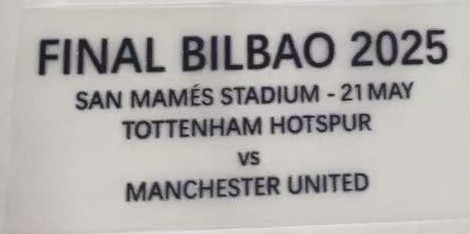 FINAL BILBAO 2025
SAN MAMÉS STADIUM - 21 MAY
TOTTENHAM HOTSPUR
VS
MANCHESTER UNITED